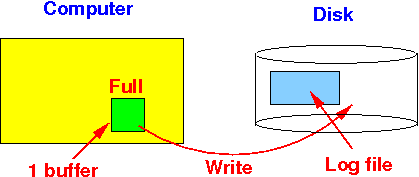 Computer
Disk
Full
1 buffer
Write
Log file